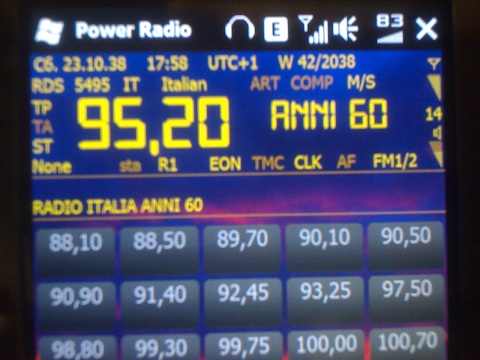 Power Radio E 83 X
Сб. 23.10.38 17:58 UTC+1 W 42/2038
RDS 5495 IT Italian ART COMP M/S
TP
TA
ST
95,20 ANNI 60
14
None sta R1 EON TMC CLK AF FM1/2
RADIO ITALIA ANNI 60
88,10 88,50 89,70 90,10 90,50
90,90 91,40 92,45 93,25 97,50
98,80 99,30 99,75 100,00 100,70